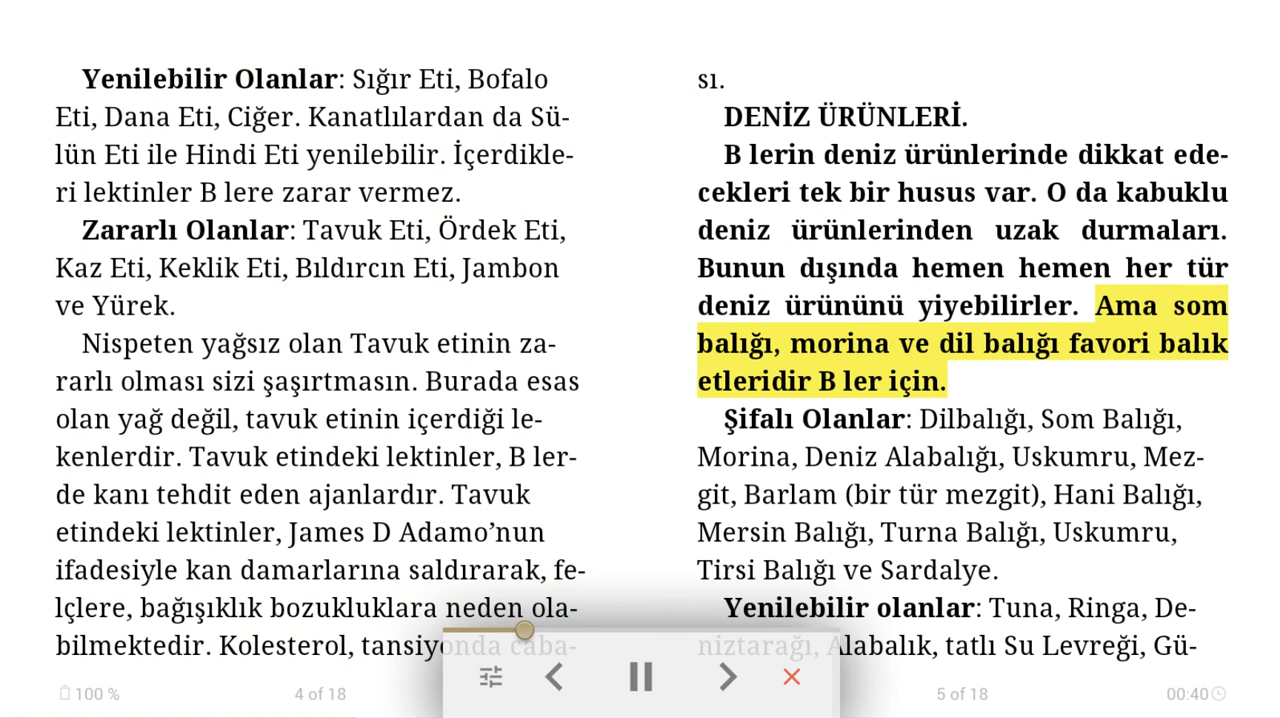 Yenilebilir Olanlar: Sığır Eti, Bofalo
Eti, Dana Eti, Ciğer. Kanatlılardan da Sü-
lün Eti ile Hindi Eti yenilebilir. İçerdikle-
ri lektinler B lere zarar vermez.
Zararlı Olanlar: Tavuk Eti, Ördek Eti,
Kaz Eti, Keklik Eti, Bıldırcın Eti, Jambon
ve Yürek.
Nispeten yağsız olan Tavuk etinin za-
rarlı olması sizi şaşırtmasın. Burada esas
olan yağ değil, tavuk etinin içerdiği le-
kenlerdir. Tavuk etindeki lektinler, B ler-
de kanı tehdit eden ajanlardır. Tavuk
etindeki lektinler, James D Adamo’nun
ifadesiyle kan damarlarına saldırarak, fe-
lçlere, bağışıklık bozukluklara neden ola-
bilmektedir. Kolesterol, tansiyonda caba-
100 %
4 of 18
sı.
DENİZ ÜRÜNLERİ.
B lerin deniz ürünlerinde dikkat ede-
cekleri tek bir husus var. O da kabuklu
deniz ürünlerinden uzak durmaları.
Bunun dışında hemen hemen her tür
deniz ürününü yiyebilirler. Ama som
balığı, morina ve dil balığı favori balık
etleridir B ler için.
Şifalı Olanlar: Dilbalığı, Som Balığı,
Morina, Deniz Alabalığı, Uskumru, Mez-
git, Barlam (bir tür mezgit), Hani Balığı,
Mersin Balığı, Turna Balığı, Uskumru,
Tirsi Balığı ve Sardalye.
Yenilebilir olanlar: Tuna, Ringa, De-
niztarağı, Alabalık, tatlı Su Levreği, Gü-
5 of 18
00:40